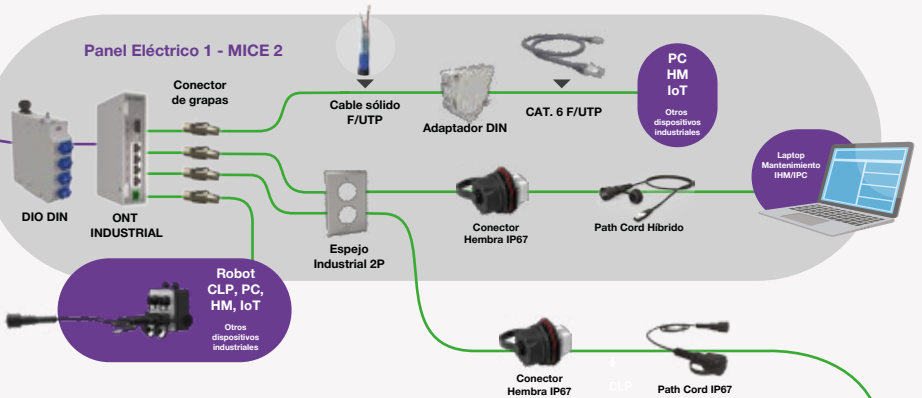 Panel Eléctrico 1 - MICE 2
Conector
de grapas
Cable sólido
F/UTP
Adaptador DIN
CAT. 6 F/UTP
PC
HM
IoT
Otros
dispositivos
industriales
DIO DIN
ONT
INDUSTRIAL
Espejo
Industrial 2P
Conector
Hembra IP67
Path Cord Híbrido
Laptop
Mantenimiento
IHM/IPC
Robot
CLP, PC,
HM, IoT
Otros
dispositivos
industriales
Conector
Hembra IP67
CLP
Path Cord IP67